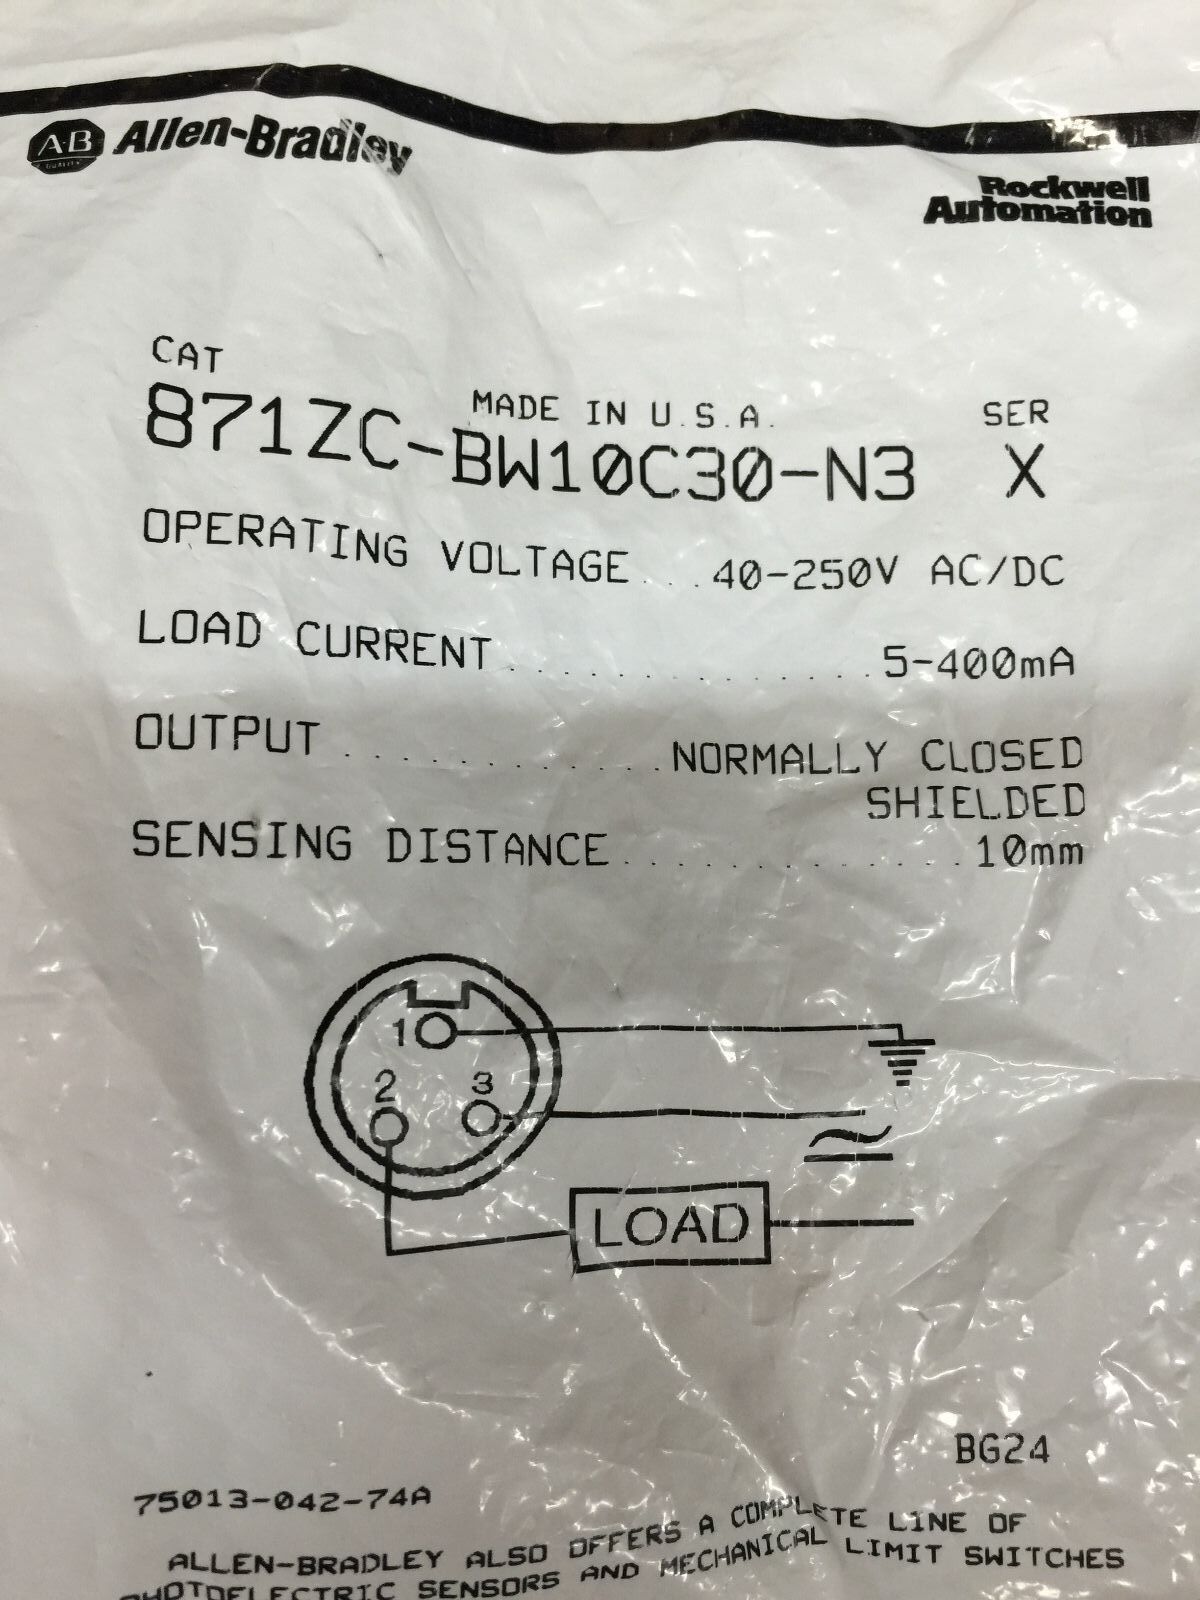 AB Allen-Bradley
QUALITY
Rockwell
Automation
CAT
MADE IN U.S.A.
SER
871ZC-BW10C30-N3 X
OPERATING VOLTAGE...40-250V AC/DC
LOAD CURRENT..............5-400mA
OUTPUT.............NORMALLY CLOSED
SHIELDED
SENSING DISTANCE.............10mm
1
2 3
LOAD
BG24
75013-042-74A
ALLEN-BRADLEY ALSO OFFERS A COMPLETE LINE OF
PHOTOELECTRIC SENSORS AND MECHANICAL LIMIT SWITCHES